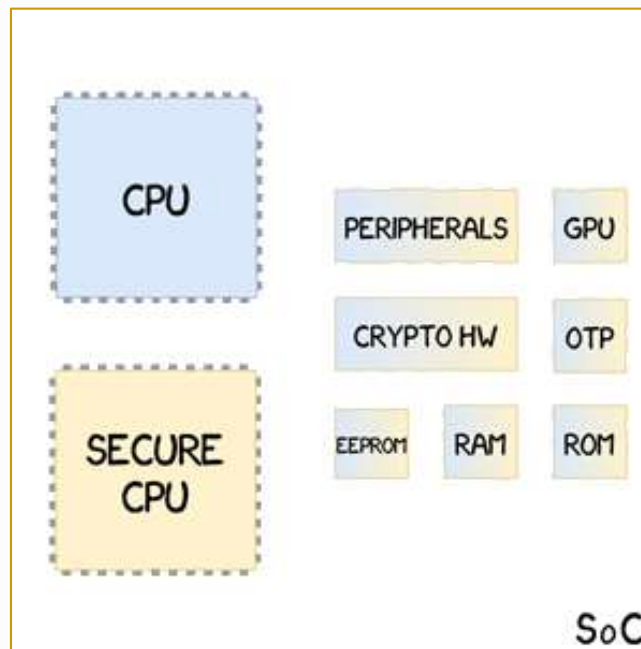 CPU
PERIPHERALS GPU
CRYPTO HW OTP
SECURE
CPU
EEPROM RAM ROM
SoC